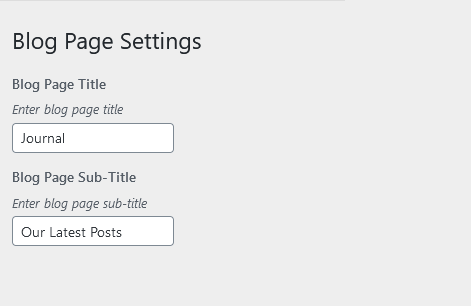 Blog Page Settings
Blog Page Title
Enter blog page title
Journal
Blog Page Sub-Title
Enter blog page sub-title
Our Latest Posts